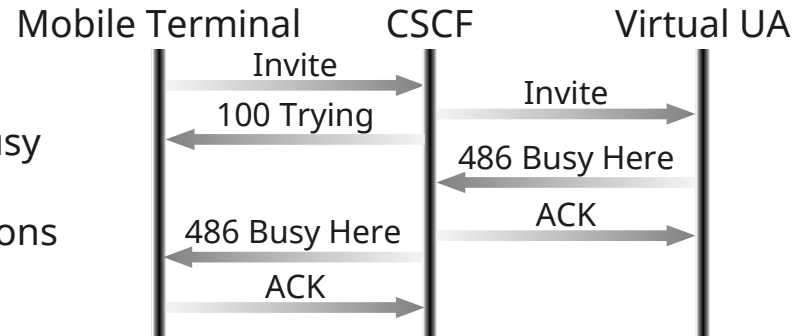 Mobile Terminal CSCF Virtual UA
Invite
Invite
100 Trying
486 Busy Here
ACK
486 Busy Here
ACK